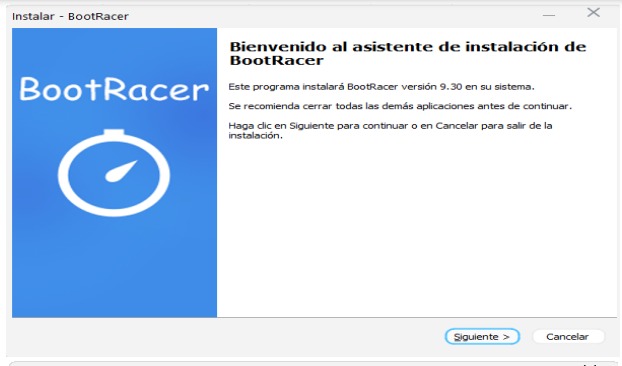 Instalar - BootRacer
BootRacer
Bienvenido al asistente de instalación de
BootRacer
Este programa instalará BootRacer versión 9.30 en su sistema.
Se recomienda cerrar todas las demás aplicaciones antes de continuar.
Haga clic en Siguiente para continuar o en Cancelar para salir de la
instalación.
Siguiente >
Cancelar